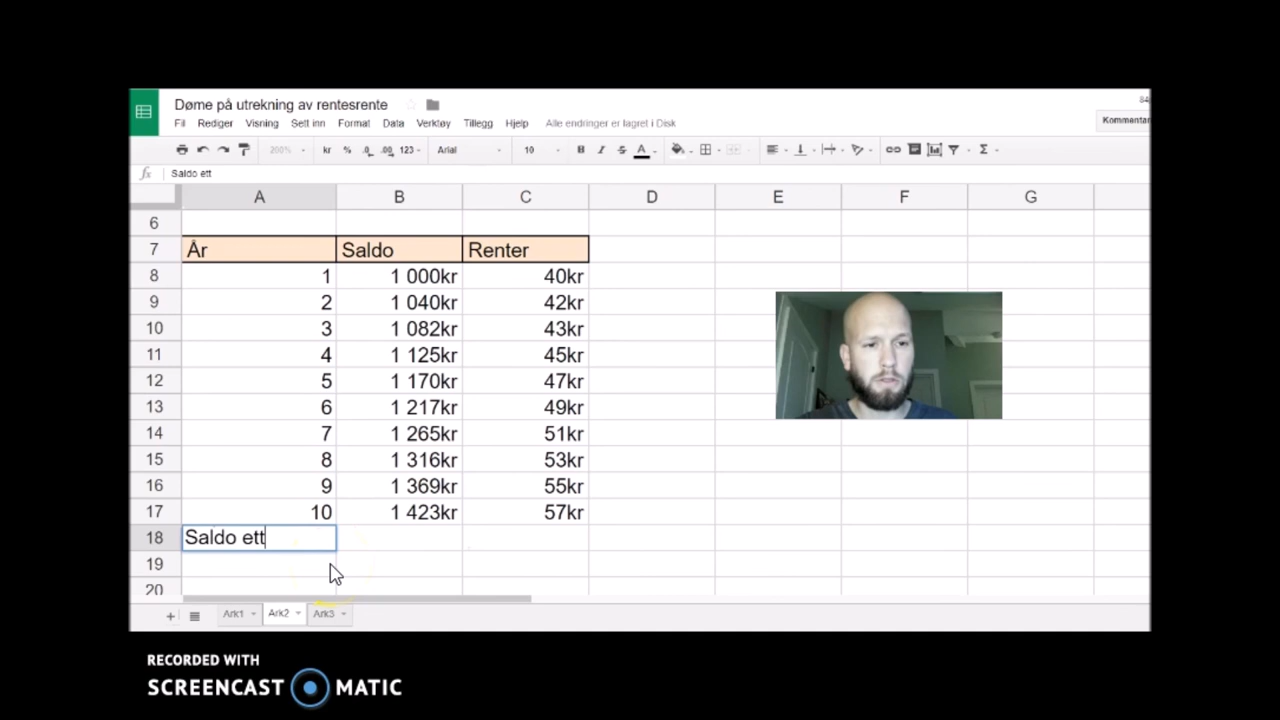 Døme på utrekning av rentesrente
84
Fil Rediger Visning Sett inn Format Data Verktøy Tillegg Hjelp Alle endringer er lagret i Disk
Kommentar
200% kr % .0 .00 123 Arial 10 B I S A Σ
fx Saldo ett
A B C D E F G
6
7 År Saldo Renter
8 1 1 000kr 40kr
9 2 1 040kr 42kr
10 3 1 082kr 43kr
11 4 1 125kr 45kr
12 5 1 170kr 47kr
13 6 1 217kr 49kr
14 7 1 265kr 51kr
15 8 1 316kr 53kr
16 9 1 369kr 55kr
17 10 1 423kr 57kr
18 Saldo ett
19
20
+ Ark1 Ark2 Ark3
RECORDED WITH
SCREENCAST MATIC